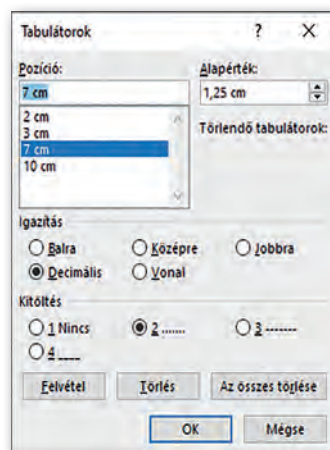 Tabulátorok ? X
Pozíció: Alapérték:
7 cm 1,25 cm
2 cm Törlendő tabulátorok:
3 cm
7 cm
10 cm
Igazítás
Balra Középre Jobbra
Decimális Vonal
Kitöltés
1 Nincs 2 ...... 3 -------
4 ___
Felvétel Törlés Az összes törlése
OK Mégse